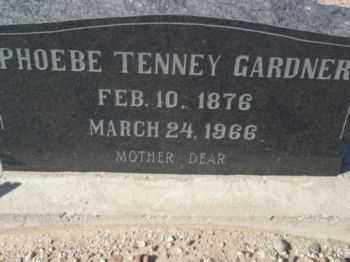 PHOEBE TENNEY GARDNER
FEB. 10. 1876
MARCH 24, 1966
MOTHER DEAR